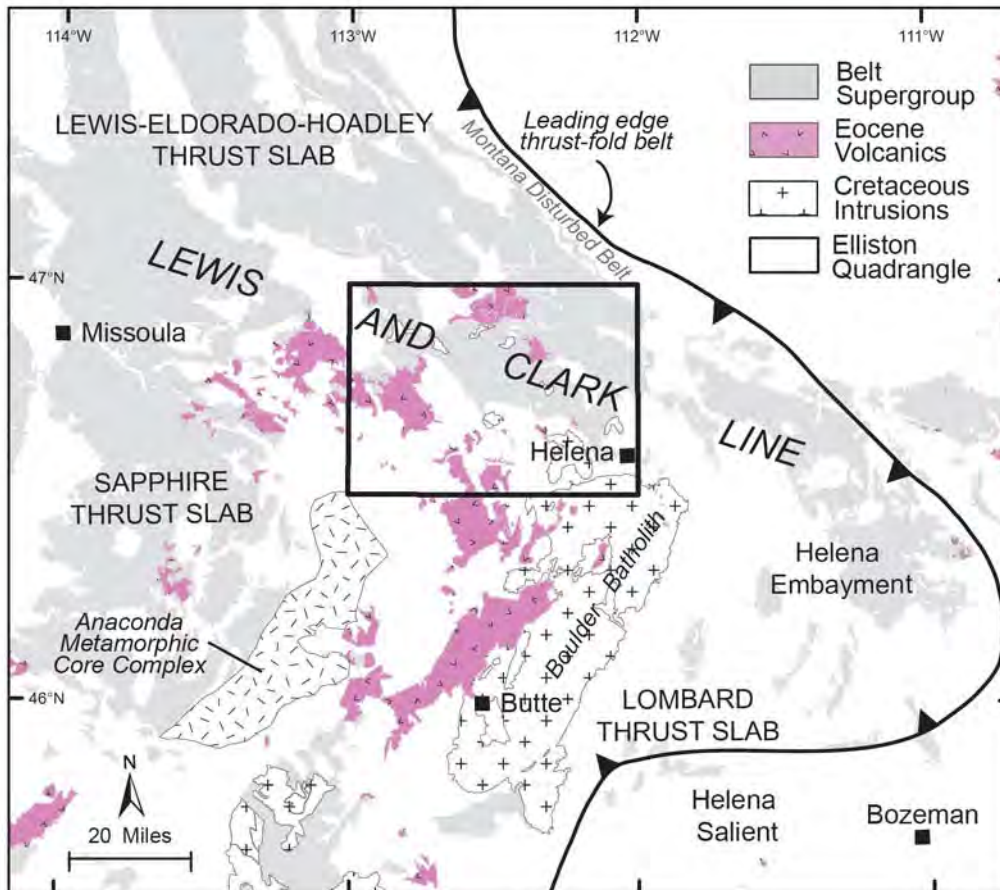 114°W
113°W
112°W
111°W
Belt
Supergroup
Eocene
Volcanics
Cretaceous
Intrusions
Elliston
Quadrangle
LEWIS-ELDORADO-HOADLEY
THRUST SLAB
Leading edge
thrust-fold belt
Montana Disturbed Belt
47°N
LEWIS
AND
CLARK
LINE
Missoula
Helena
SAPPHIRE
THRUST SLAB
Boulder Batholith
Helena
Embayment
Anaconda
Metamorphic
Core Complex
46°N
Butte
LOMBARD
THRUST SLAB
N
20 Miles
Helena
Salient
Bozeman